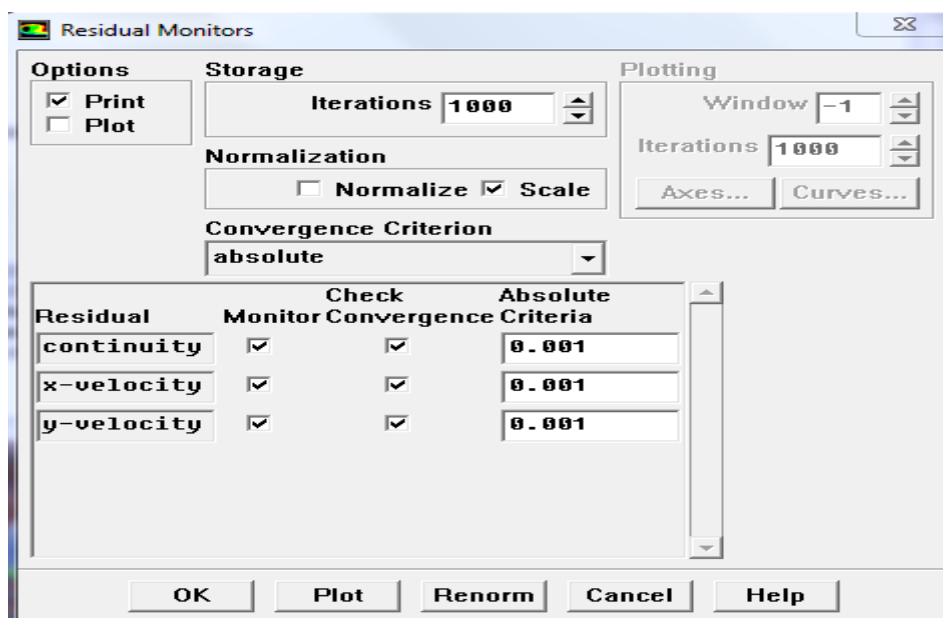 Residual Monitors
Options
Print
Plot
Storage
Iterations 1000
Normalization
Normalize Scale
Convergence Criterion
absolute
Plotting
Window -1
Iterations 1000
Axes... Curves...
Residual Monitor Check Convergence Absolute Criteria
continuity 0.001
x-velocity 0.001
y-velocity 0.001
OK Plot Renorm Cancel Help